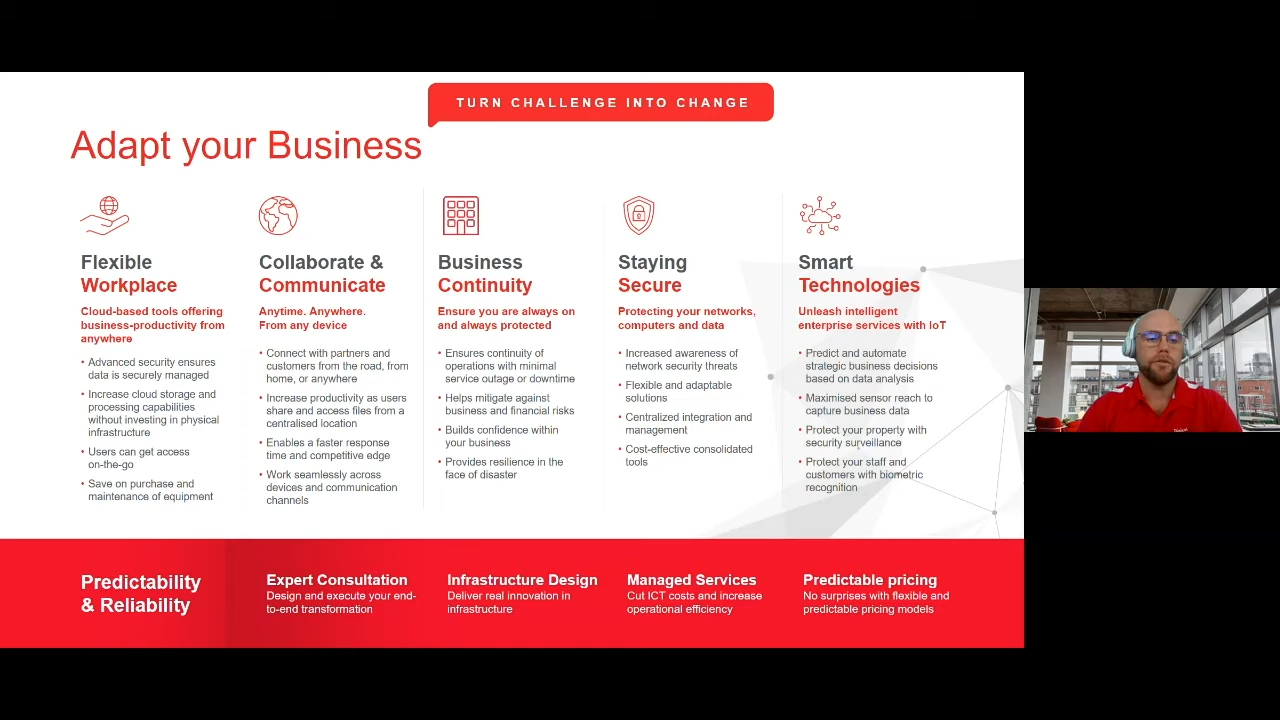 TURN CHALLENGE INTO CHANGE
Adapt your Business
Flexible
Workplace
Cloud-based tools offering
business-productivity from
anywhere
• Advanced security ensures
data is securely managed
• Increase cloud storage and
processing capabilities
without investing in physical
infrastructure
• Users can get access
on-the-go
• Save on purchase and
maintenance of equipment
Collaborate &
Communicate
Anytime. Anywhere.
From any device
• Connect with partners and
customers from the road, from
home, or anywhere
• Increase productivity as users
share and access files from a
centralised location
• Enables a faster response
time and competitive edge
• Work seamlessly across
devices and communication
channels
Business
Continuity
Ensure you are always on
and always protected
• Ensures continuity of
operations with minimal
service outage or downtime
• Helps mitigate against
business and financial risks
• Builds confidence within
your business
• Provides resilience in the
face of disaster
Staying
Secure
Protecting your networks,
computers and data
• Increased awareness of
network security threats
• Flexible and adaptable
solutions
• Centralized integration and
management
• Cost-effective consolidated
tools
Smart
Technologies
Unleash intelligent
enterprise services with IoT
• Predict and automate
strategic business decisions
based on data analysis
• Maximised sensor reach to
capture business data
• Protect your property with
security surveillance
• Protect your staff and
customers with biometric
recognition
Predictability
& Reliability
Expert Consultation
Design and execute your end-
to-end transformation
Infrastructure Design
Deliver real innovation in
infrastructure
Managed Services
Cut ICT costs and increase
operational efficiency
Predictable pricing
No surprises with flexible and
predictable pricing models